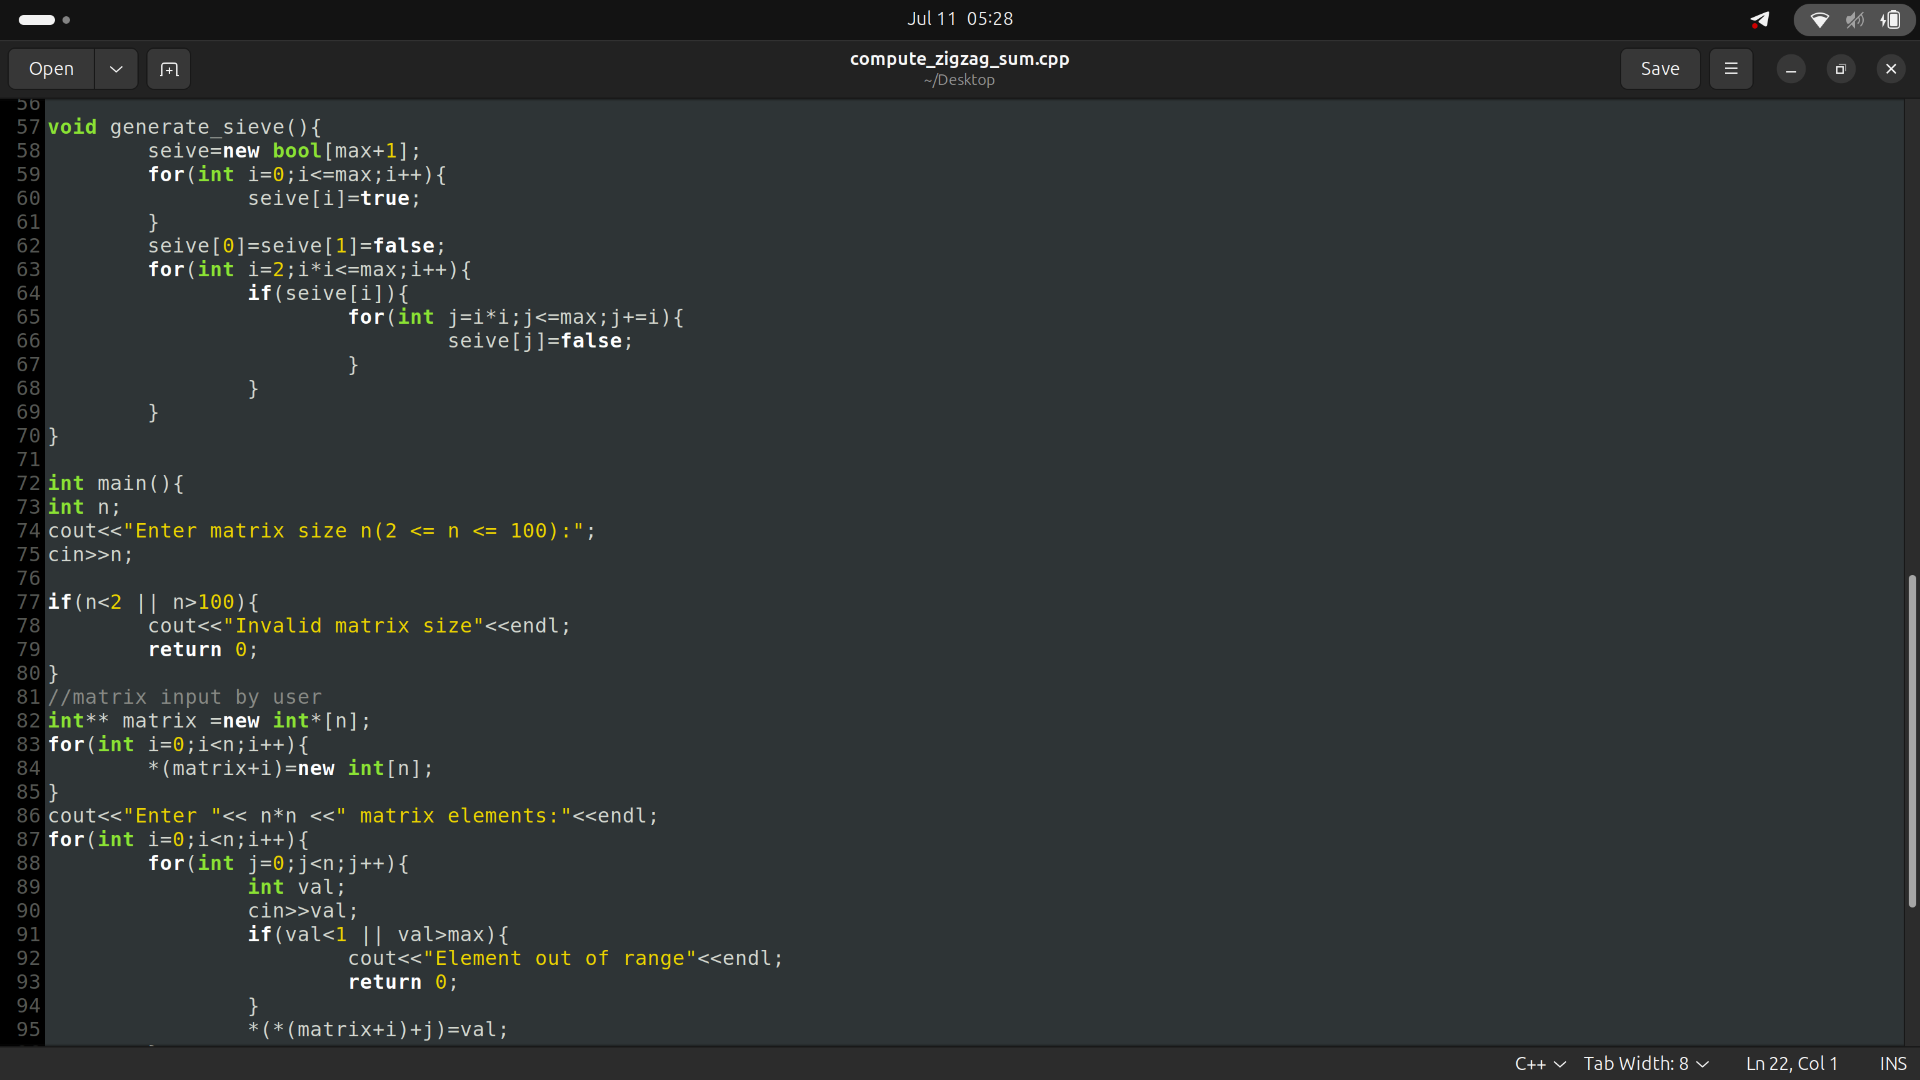 Jul 11 05:28
Open
compute_zigzag_sum.cpp
~/Desktop
Save
56
57 void generate_sieve(){
58 seive=new bool[max+1];
59 for(int i=0;i<=max;i++){
60 seive[i]=true;
61 }
62 seive[0]=seive[1]=false;
63 for(int i=2;i*i<=max;i++){
64 if(seive[i]){
65 for(int j=i*i;j<=max;j+=i){
66 seive[j]=false;
67 }
68 }
69 }
70 }
71
72 int main(){
73 int n;
74 cout<<"Enter matrix size n(2 <= n <= 100):";
75 cin>>n;
76
77 if(n<2 || n>100){
78 cout<<"Invalid matrix size"<<endl;
79 return 0;
80 }
81 //matrix input by user
82 int** matrix =new int*[n];
83 for(int i=0;i<n;i++){
84 *(matrix+i)=new int[n];
85 }
86 cout<<"Enter "<< n*n <<" matrix elements:"<<endl;
87 for(int i=0;i<n;i++){
88 for(int j=0;j<n;j++){
89 int val;
90 cin>>val;
91 if(val<1 || val>max){
92 cout<<"Element out of range"<<endl;
93 return 0;
94 }
95 *(*(matrix+i)+j)=val;
C++ Tab Width: 8 Ln 22, Col 1 INS